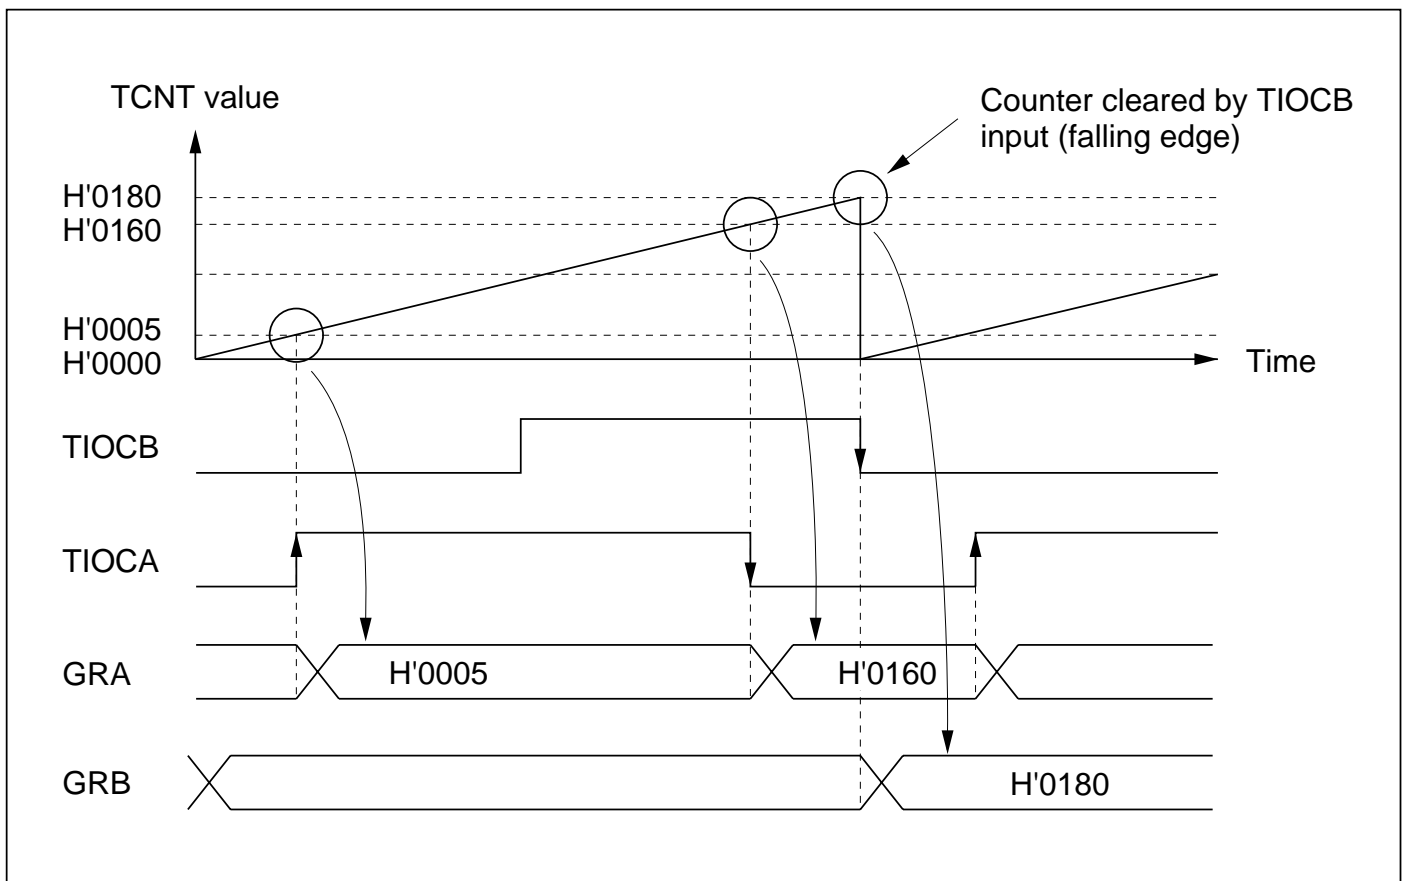 TCNT value
Counter cleared by TIOCB
input (falling edge)
H'0180
H'0160
H'0005
H'0000
Time
TIOCB
TIOCA
GRA
H'0005
H'0160
GRB
H'0180